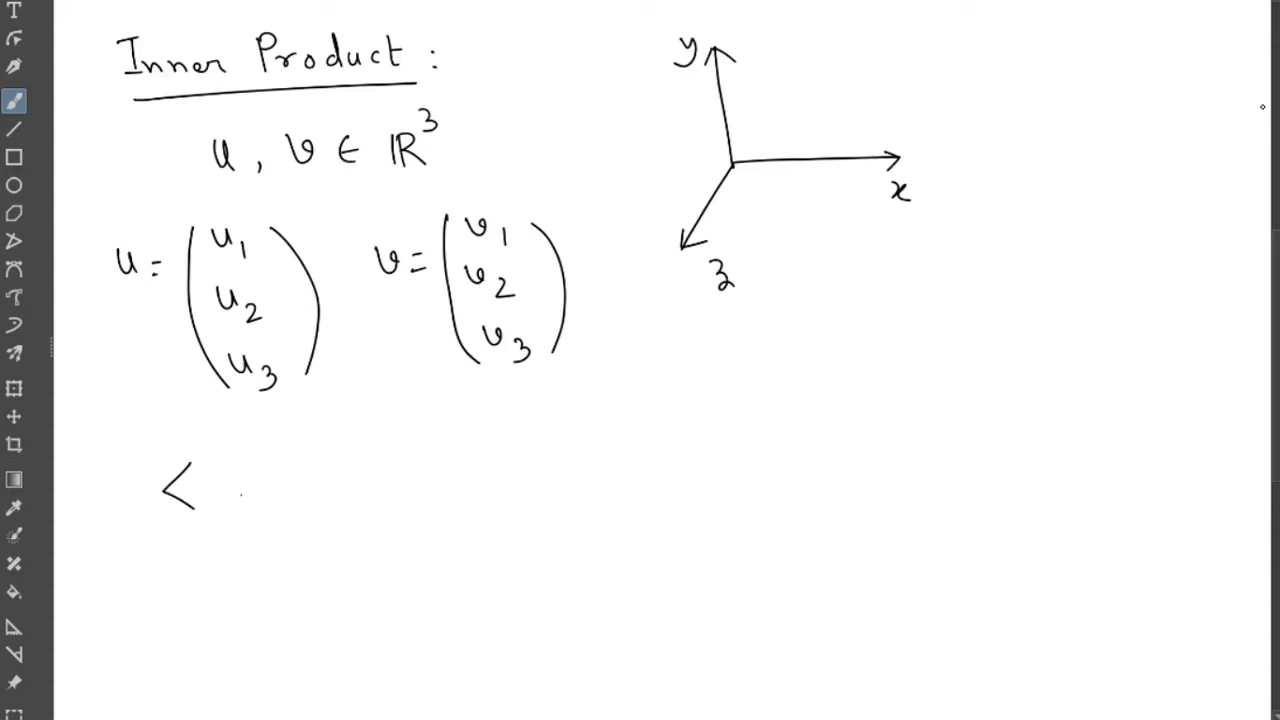 Inner Product :
u , v ∈ ℝ³
u = (u₁ u₂ u₃) v = (v₁ v₂ v₃)
<
y
x
z